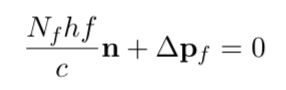 $\frac{N_f h f}{c} \mathbf{n} + \Delta \mathbf{p}_f = 0$